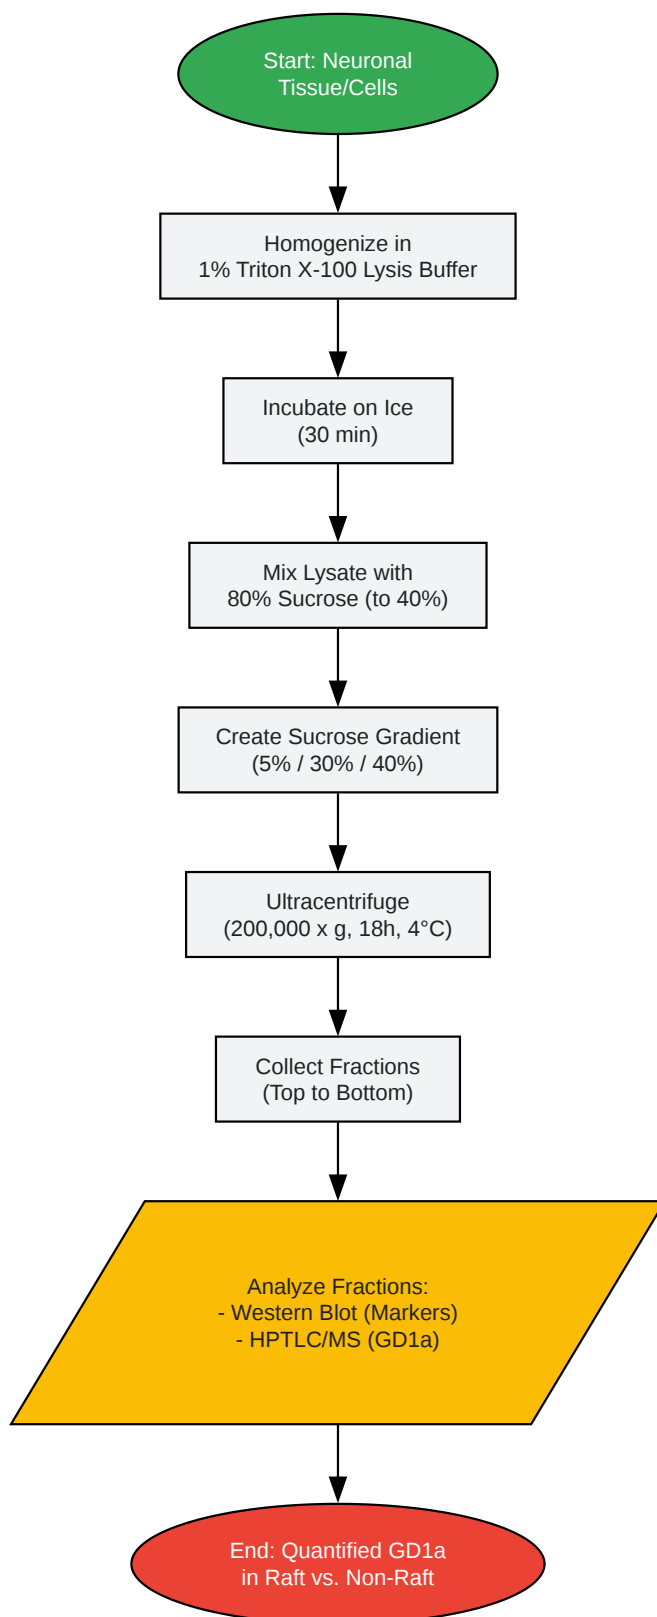 Start: Neuronal
Tissue/Cells
Homogenize in
1% Triton X-100 Lysis Buffer
Incubate on Ice
(30 min)
Mix Lysate with
80% Sucrose (to 40%)
Create Sucrose Gradient
(5% / 30% / 40%)
Ultracentrifuge
(200,000 x g, 18h, 4°C)
Collect Fractions
(Top to Bottom)
Analyze Fractions:
- Western Blot (Markers)
- HPTLC/MS (GD1a)
End: Quantified GD1a
in Raft vs. Non-Raft